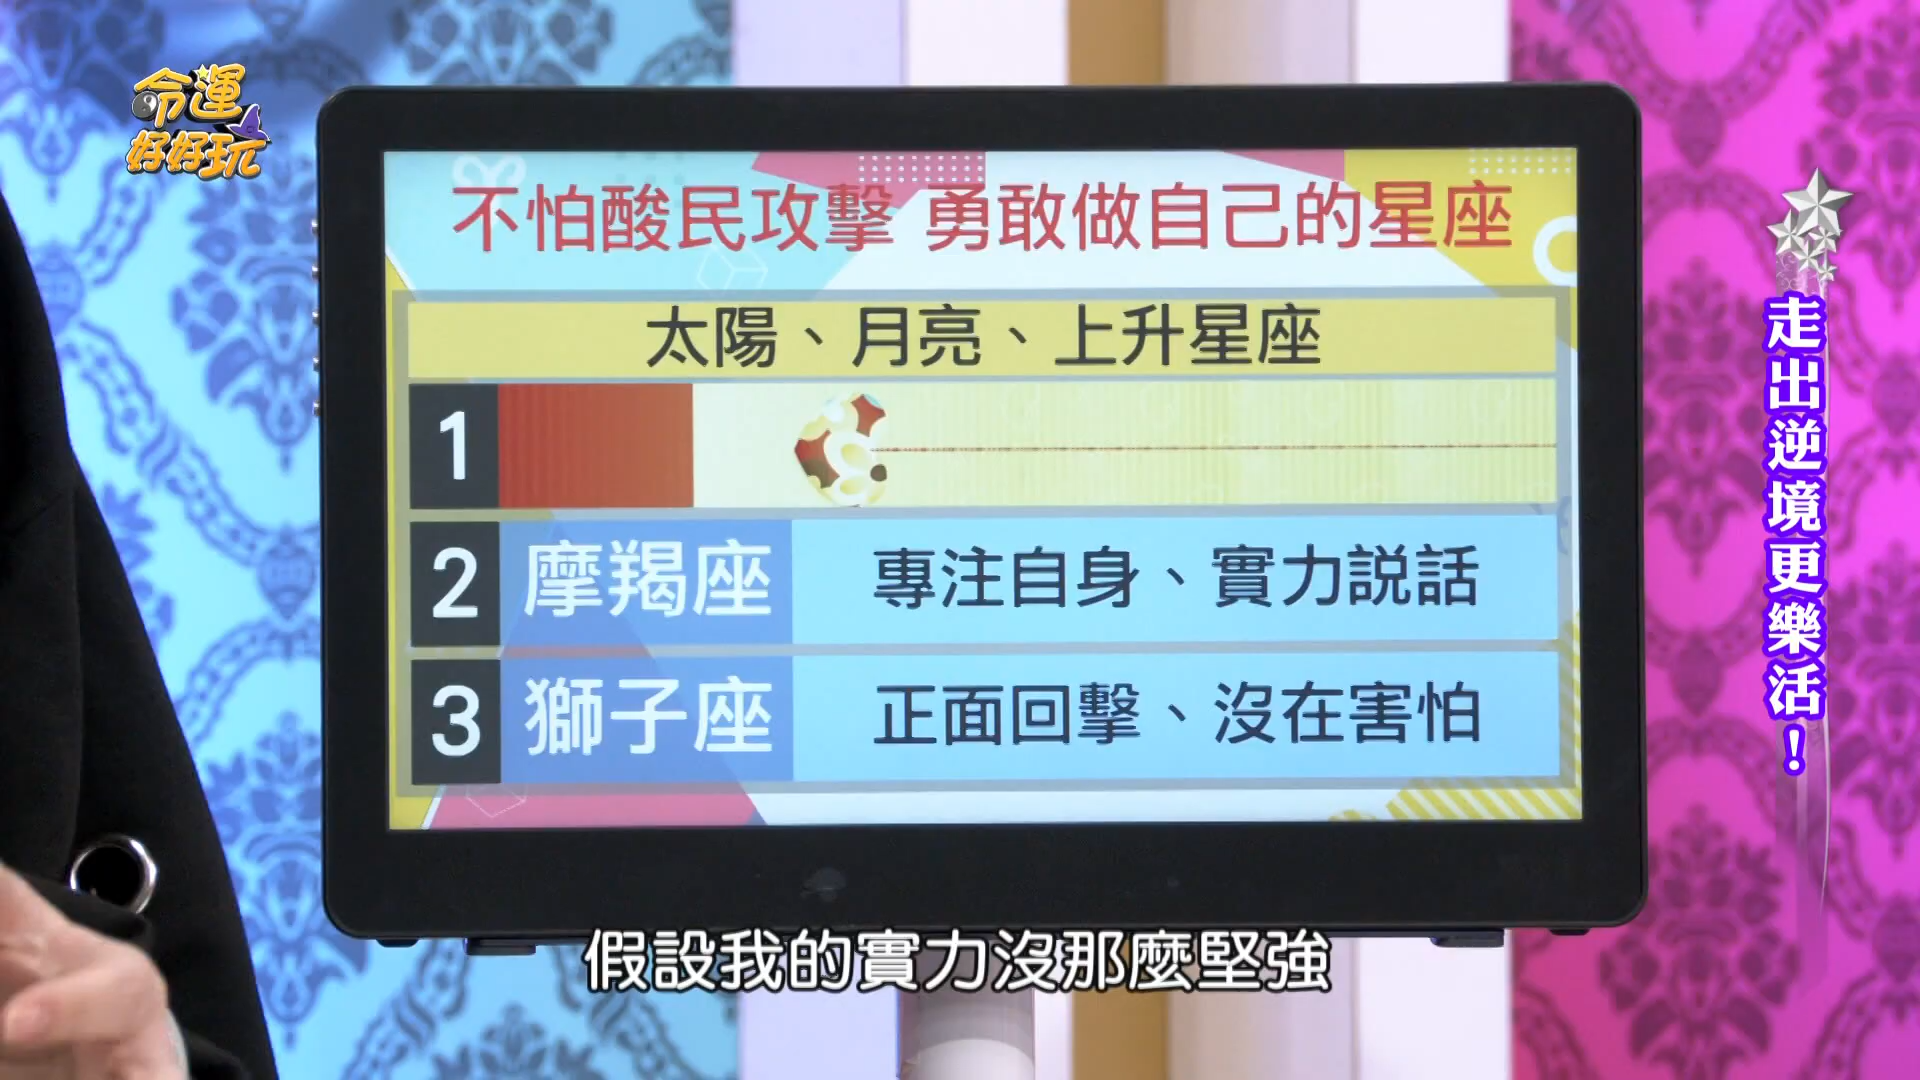 命運
好好玩
不怕酸民攻擊 勇敢做自己的星座
太陽、月亮、上升星座
1
2 摩羯座 專注自身、實力說話
3 獅子座 正面回擊、沒在害怕
走出逆境更樂活！
假設我的實力沒那麼堅強